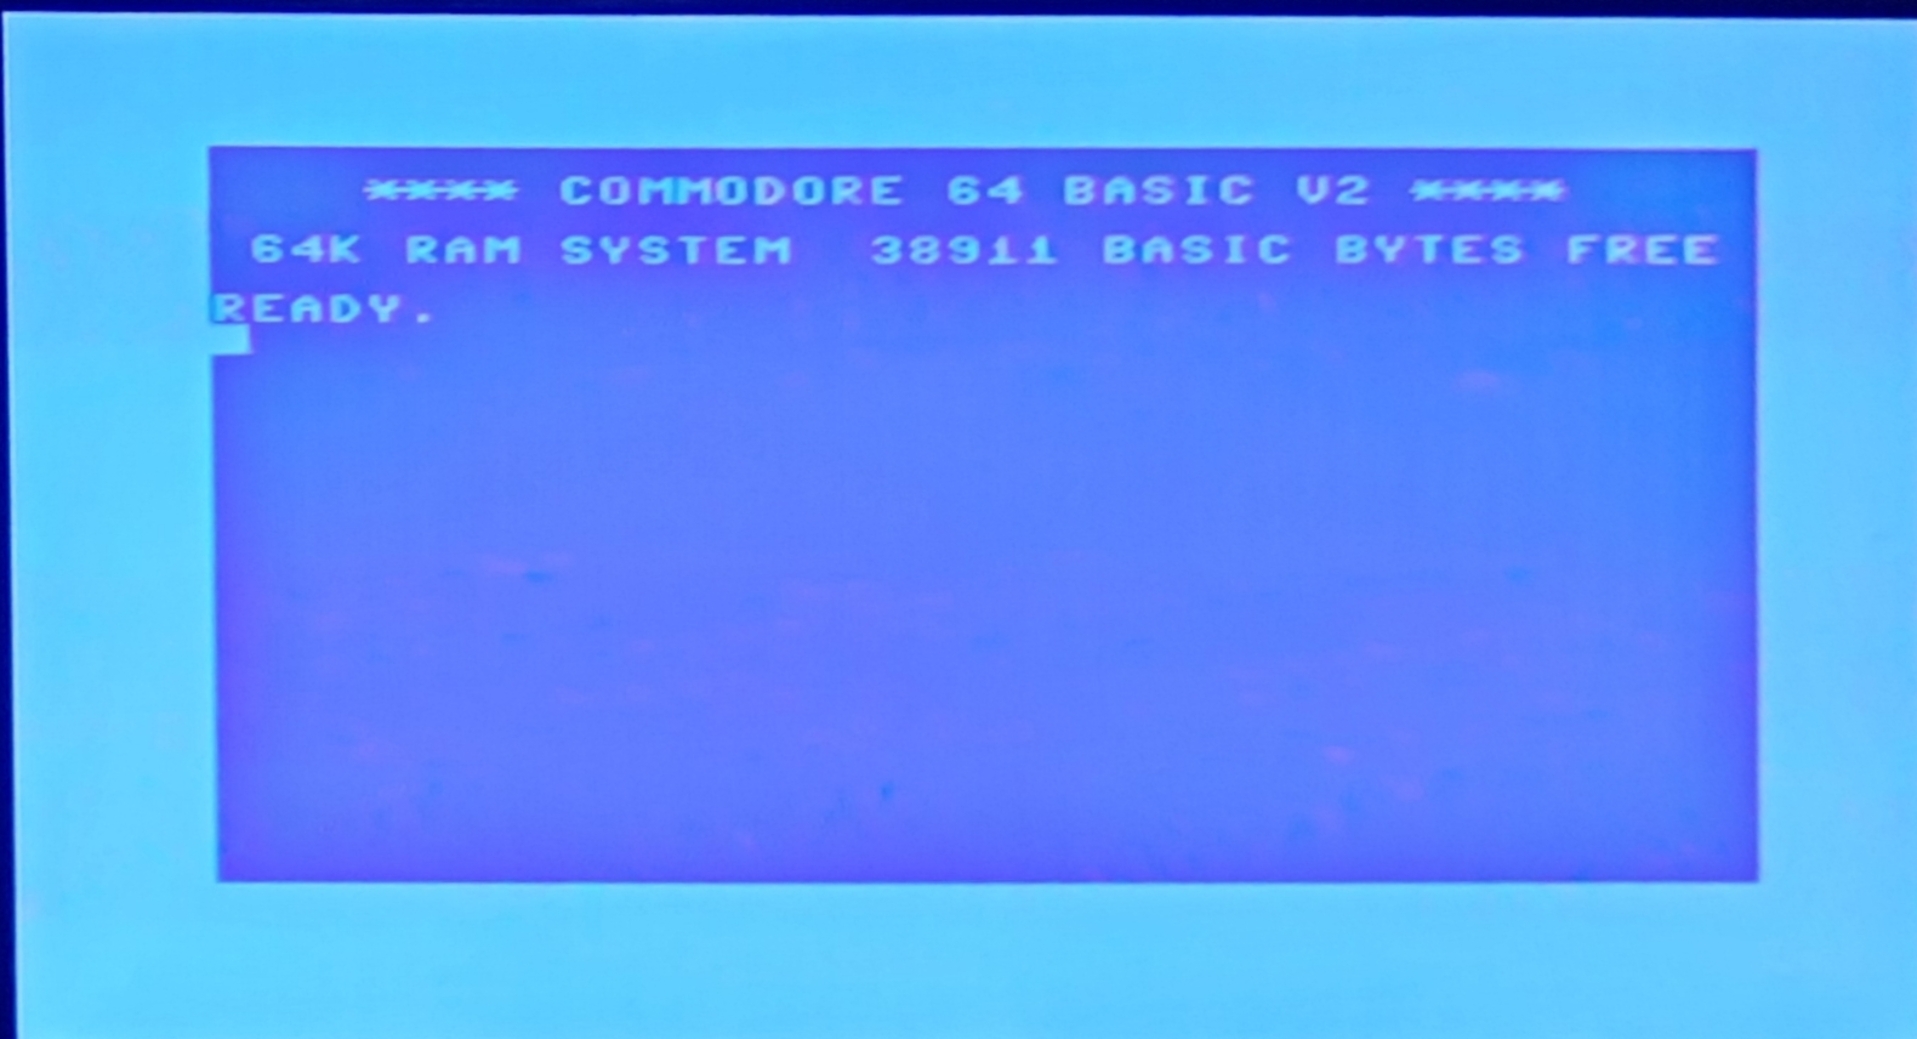 **** COMMODORE 64 BASIC V2 ****
64K RAM SYSTEM  38911 BASIC BYTES FREE
READY.